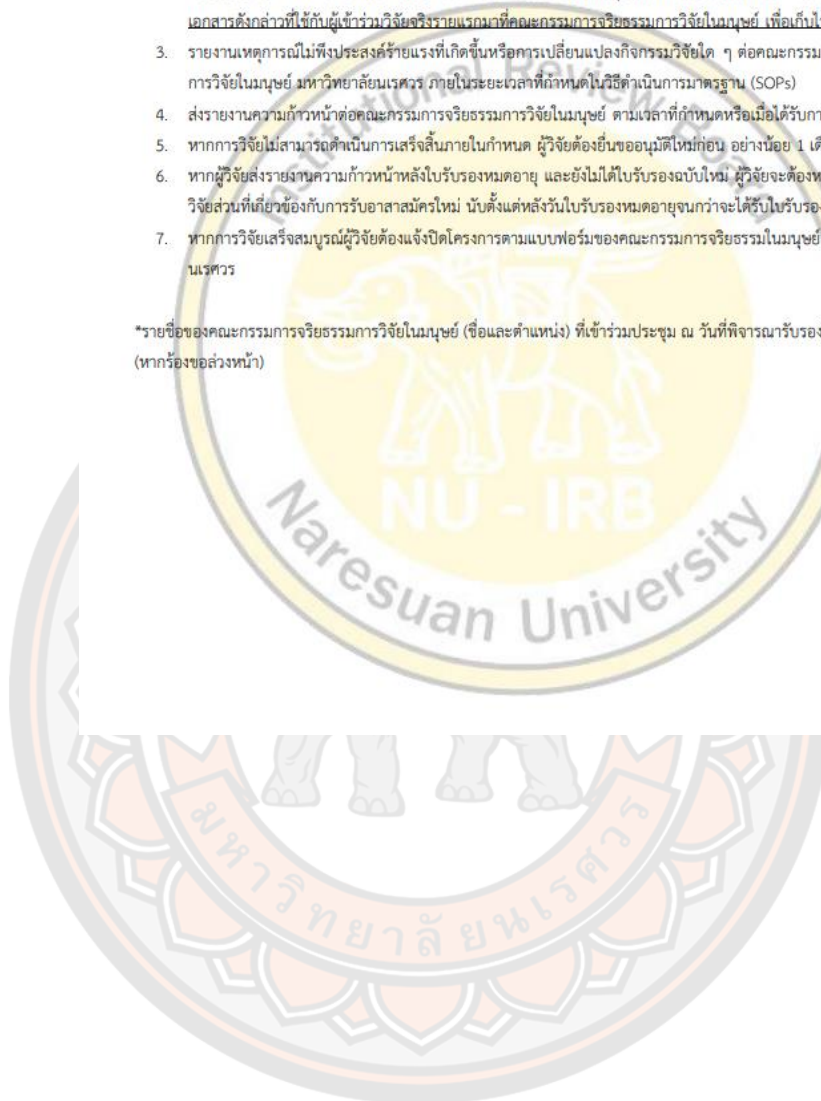 เอกสารดังกล่าวที่ใช้กับผู้เข้าร่วมวิจัยจริงรายแรกมาที่คณะกรรมการจริยธรรมการวิจัยในมนุษย์ เพื่อเก็บไ
3. รายงานเหตุการณ์ไม่พึงประสงค์ร้ายแรงที่เกิดขึ้นหรือการเปลี่ยนแปลงกิจกรรมวิจัยใด ๆ ต่อคณะกรรม
การวิจัยในมนุษย์ มหาวิทยาลัยนเรศวร ภายในระยะเวลาที่กำหนดในวิธีดำเนินการมาตรฐาน (SOPs)
4. ส่งรายงานความก้าวหน้าต่อคณะกรรมการจริยธรรมการวิจัยในมนุษย์ ตามเวลาที่กำหนดหรือเมื่อได้รับกา
5. หากการวิจัยไม่สามารถดำเนินการเสร็จสิ้นภายในกำหนด ผู้วิจัยต้องยื่นขออนุมัติใหม่ก่อน อย่างน้อย 1 เดื
6. หากผู้วิจัยส่งรายงานความก้าวหน้าหลังใบรับรองหมดอายุ และยังไม่ได้ใบรับรองฉบับใหม่ ผู้วิจัยจะต้องห
วิจัยส่วนที่เกี่ยวข้องกับการรับอาสาสมัครใหม่ นับตั้งแต่หลังวันใบรับรองหมดอายุจนกว่าจะได้รับใบรับรอง
7. หากการวิจัยเสร็จสมบูรณ์ผู้วิจัยต้องแจ้งปิดโครงการตามแบบฟอร์มของคณะกรรมการจริยธรรมในมนุษย์
นเรศวร
*รายชื่อของคณะกรรมการจริยธรรมการวิจัยในมนุษย์ (ชื่อและตำแหน่ง) ที่เข้าร่วมประชุม ณ วันที่พิจารณารับรอง
(หากร้องขอล่วงหน้า)
Institutional Review Board
NU - IRB
Naresuan University
มหาวิทยาลัยนเรศวร